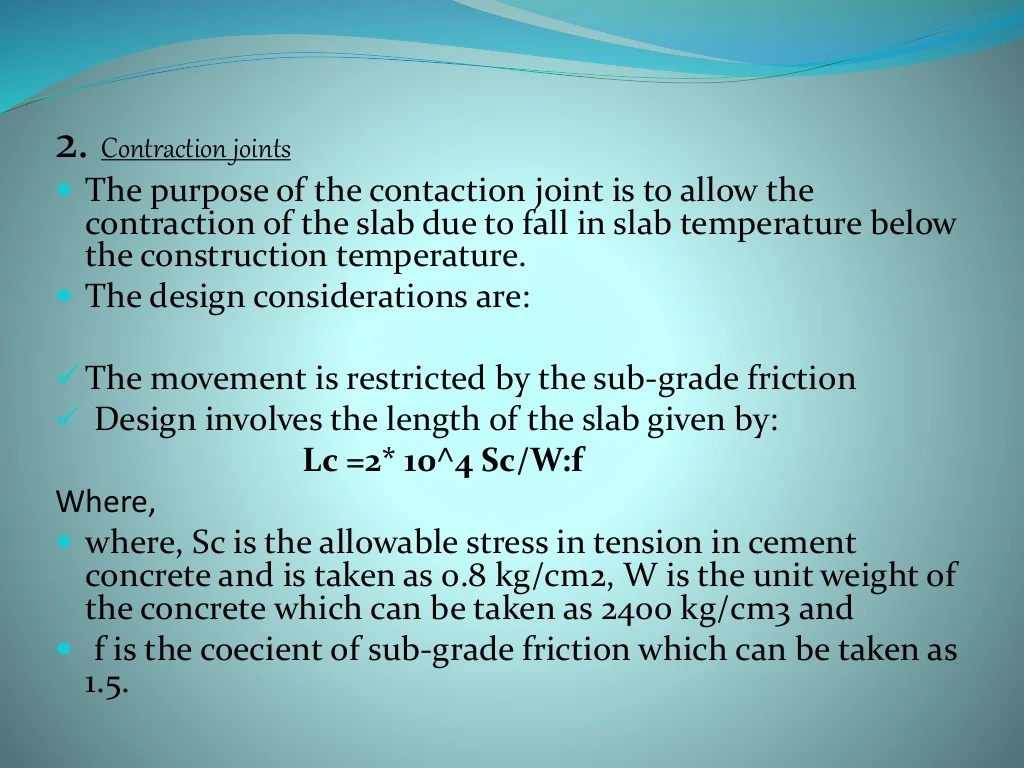 2. Contraction joints
The purpose of the contaction joint is to allow the
contraction of the slab due to fall in slab temperature below
the construction temperature.
The design considerations are:
The movement is restricted by the sub-grade friction
Design involves the length of the slab given by:
Lc =2* 10^4 Sc/W:f
Where,
where, Sc is the allowable stress in tension in cement
concrete and is taken as 0.8 kg/cm2, W is the unit weight of
the concrete which can be taken as 2400 kg/cm3 and
f is the coecient of sub-grade friction which can be taken as
1.5.